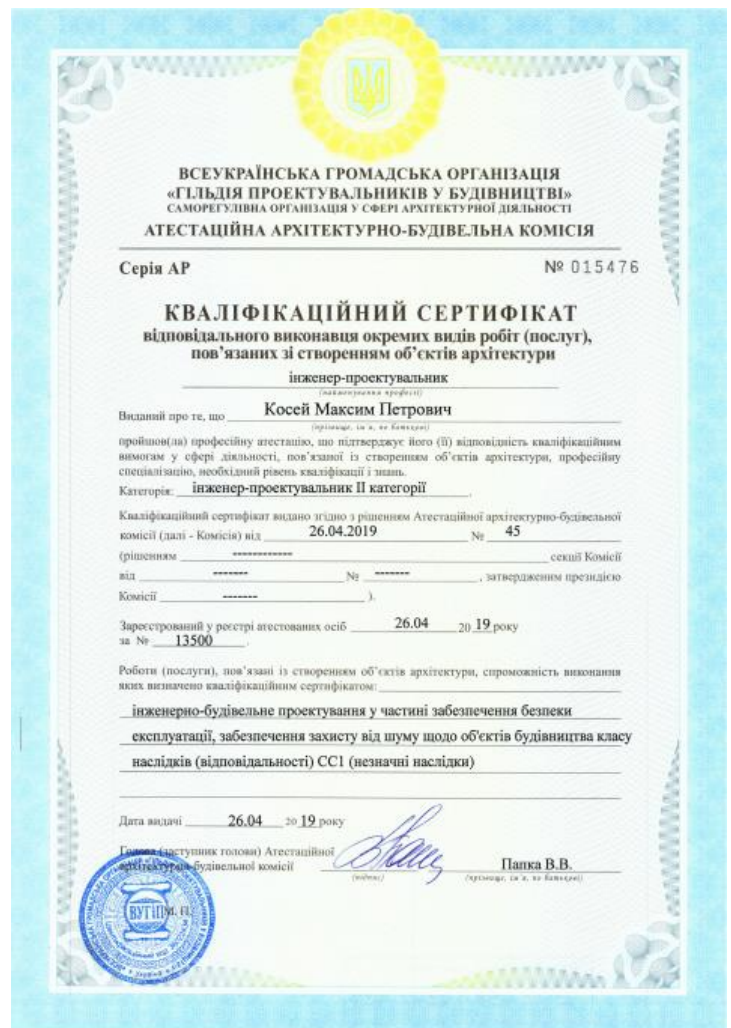 ВСЕУКРАЇНСЬКА ГРОМАДСЬКА ОРГАНІЗАЦІЯ
«ГІЛЬДІЯ ПРОЕКТУВАЛЬНИКІВ У БУДІВНИЦТВІ»
САМОРЕГУЛІВНА ОРГАНІЗАЦІЯ У СФЕРІ АРХІТЕКТУРНОЇ ДІЯЛЬНОСТІ
АТЕСТАЦІЙНА АРХІТЕКТУРНО-БУДІВЕЛЬНА КОМІСІЯ
Серія АР № 015476
КВАЛІФІКАЦІЙНИЙ СЕРТИФІКАТ
відповідального виконавця окремих видів робіт (послуг),
пов’язаних зі створенням об’єктів архітектури
інженер-проектувальник
(найменування професії)
Виданий про те, що Косей Максим Петрович
(прізвище, ім'я, по батькові)
пройшов(ла) професійну атестацію, що підтверджує його (її) відповідність кваліфікаційним
вимогам у сфері діяльності, пов’язаної із створенням об’єктів архітектури, професійну
спеціалізацію, необхідний рівень кваліфікації і знань.
Категорія: інженер-проектувальник ІІ категорії .
Кваліфікаційний сертифікат видано згідно з рішенням Атестаційної архітектурно-будівельної
комісії (далі - Комісія) від 26.04.2019 № 45
(рішенням ------------ секції Комісії
від ------- № ------- , затвердженим президією
Комісії ------- ).
Зареєстрований у реєстрі атестованих осіб 26.04 20 19 року
за № 13500 .
Роботи (послуги), пов’язані із створенням об’єктів архітектури, спроможність виконання
яких визначено кваліфікаційним сертифікатом:
інженерно-будівельне проектування у частині забезпечення безпеки
експлуатації, забезпечення захисту від шуму щодо об'єктів будівництва класу
наслідків (відповідальності) СС1 (незначні наслідки)
Дата видачі 26.04 20 19 року
Голова (заступник голови) Атестаційної
архітектурно-будівельної комісії Папка В.В.
(підпис) (прізвище, ім'я, по батькові)
ВУГІП М. П.